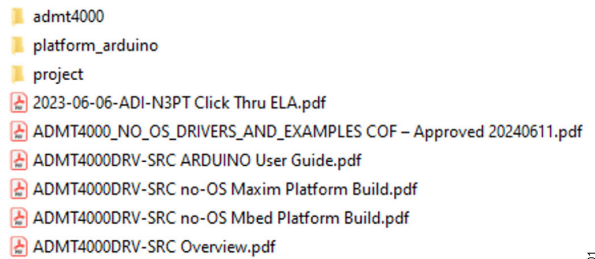 admt4000
platform_arduino
project
2023-06-06-ADI-N3PT Click Thru ELA.pdf
ADMT4000_NO_OS_DRIVERS_AND_EXAMPLES COF – Approved 20240611.pdf
ADMT4000DRV-SRC ARDUINO User Guide.pdf
ADMT4000DRV-SRC no-OS Maxim Platform Build.pdf
ADMT4000DRV-SRC no-OS Mbed Platform Build.pdf
ADMT4000DRV-SRC Overview.pdf